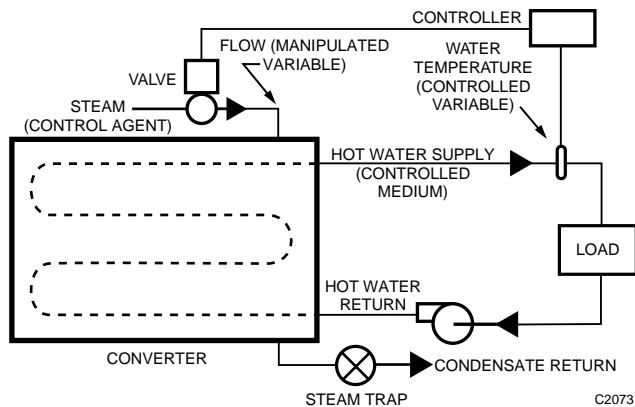 CONTROLLER
FLOW (MANIPULATED
VARIABLE)
WATER
TEMPERATURE
(CONTROLLED
VARIABLE)
VALVE
STEAM
(CONTROL AGENT)
HOT WATER SUPPLY
(CONTROLLED
MEDIUM)
LOAD
HOT WATER
RETURN
CONVERTER
CONDENSATE RETURN
STEAM TRAP
C2073